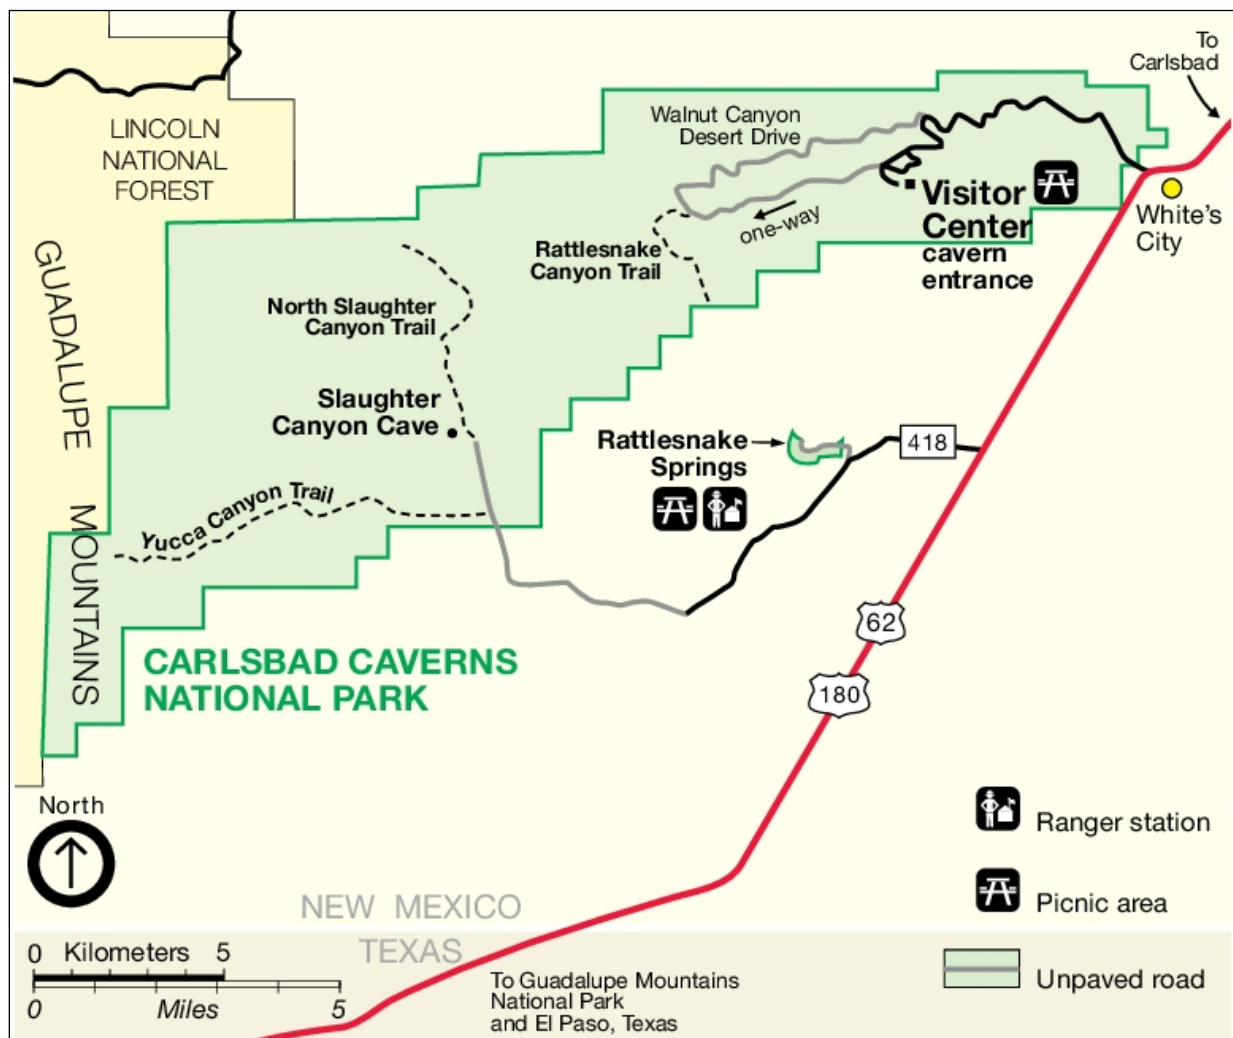 To
Carlsbad
Walnut Canyon
Desert Drive
LINCOLN
NATIONAL
FOREST
Visitor
Center
cavern
entrance
White's
City
one-way
Rattlesnake
Canyon Trail
GUADALUPE
MOUNTAINS
North Slaughter
Canyon Trail
Slaughter
Canyon Cave
Rattlesnake
Springs
418
Yucca Canyon Trail
62
180
CARLSBAD CAVERNS
NATIONAL PARK
North
Ranger station
Picnic area
Unpaved road
NEW MEXICO
TEXAS
0 Kilometers 5
0 Miles 5
To Guadalupe Mountains
National Park
and El Paso, Texas